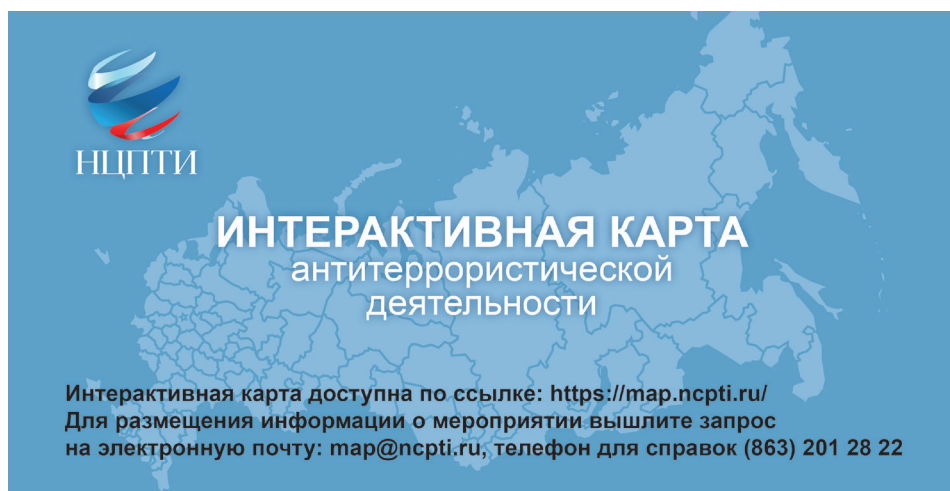 НЦПТИ
ИНТЕРАКТИВНАЯ КАРТА
антитеррористической
деятельности
Интерактивная карта доступна по ссылке: https://map.ncpti.ru/
Для размещения информации о мероприятии вышлите запрос
на электронную почту: map@ncpti.ru, телефон для справок (863) 201 28 22